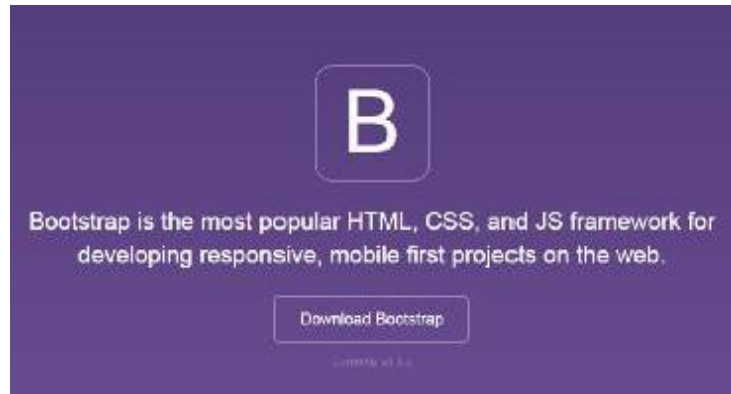 B
Bootstrap is the most popular HTML, CSS, and JS framework for
developing responsive, mobile first projects on the web.
Download Bootstrap
Currently